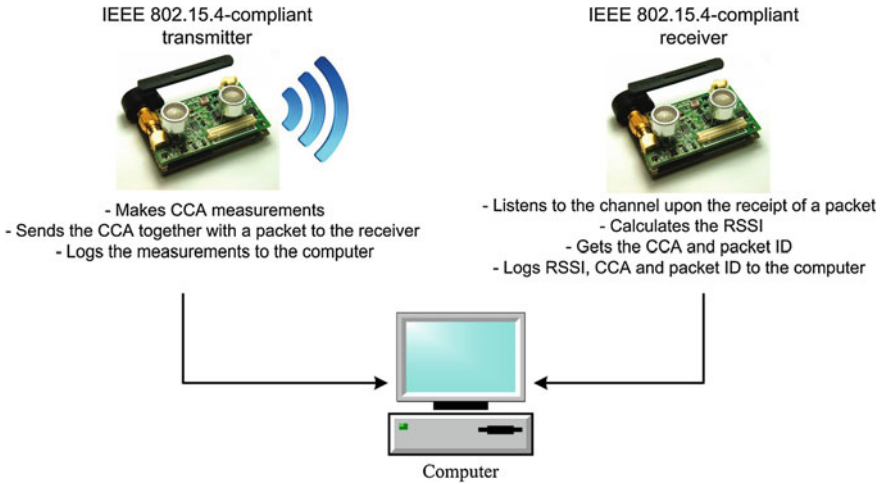 IEEE 802.15.4-compliant
transmitter
- Makes CCA measurements
- Sends the CCA together with a packet to the receiver
- Logs the measurements to the computer
IEEE 802.15.4-compliant
receiver
- Listens to the channel upon the receipt of a packet
- Calculates the RSSI
- Gets the CCA and packet ID
- Logs RSSI, CCA and packet ID to the computer
Computer